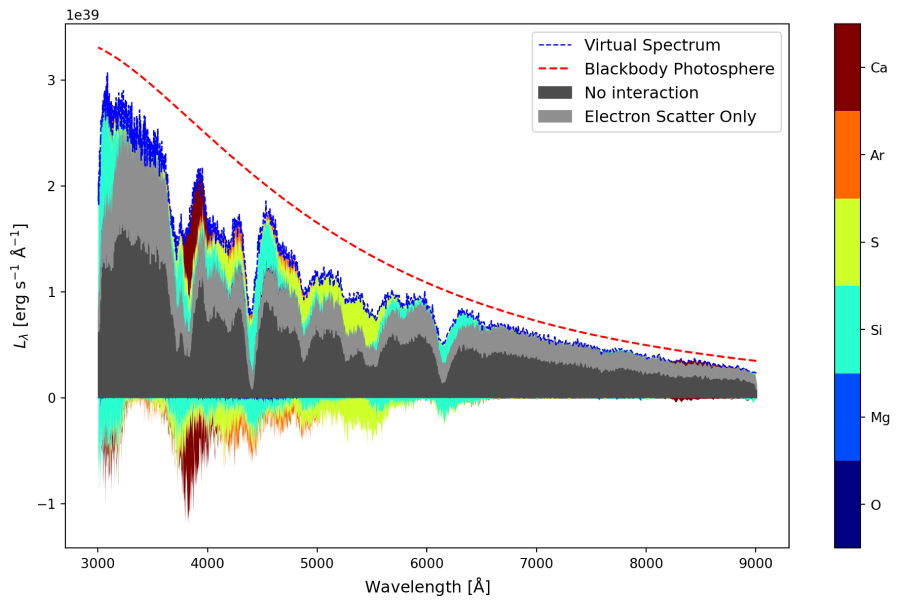 1e39
3
2
1
0
−1
L_λ [erg s⁻¹ Å⁻¹]
3000 4000 5000 6000 7000 8000 9000
Wavelength [Å]
Virtual Spectrum
Blackbody Photosphere
No interaction
Electron Scatter Only
Ca
Ar
S
Si
Mg
O